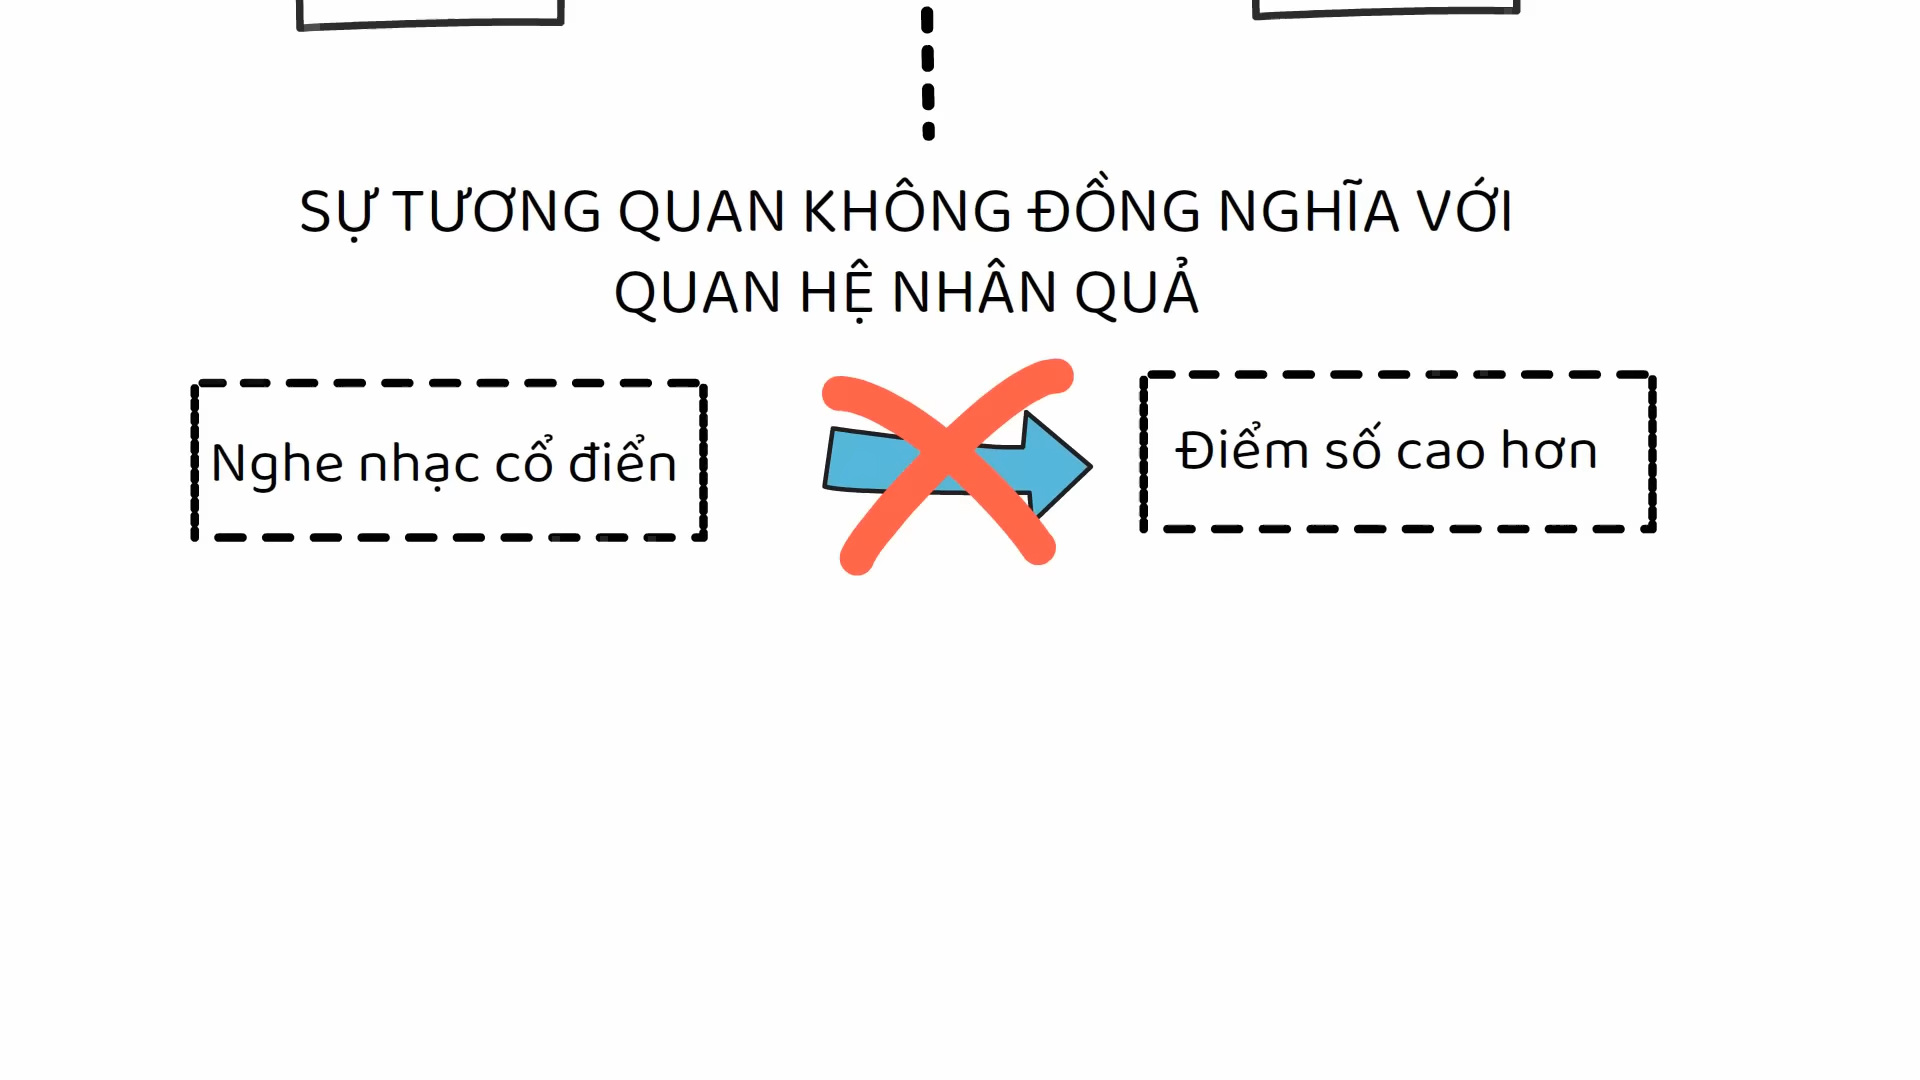 SỰ TƯƠNG QUAN KHÔNG ĐỒNG NGHĨA VỚI
QUAN HỆ NHÂN QUẢ
Nghe nhạc cổ điển
Điểm số cao hơn